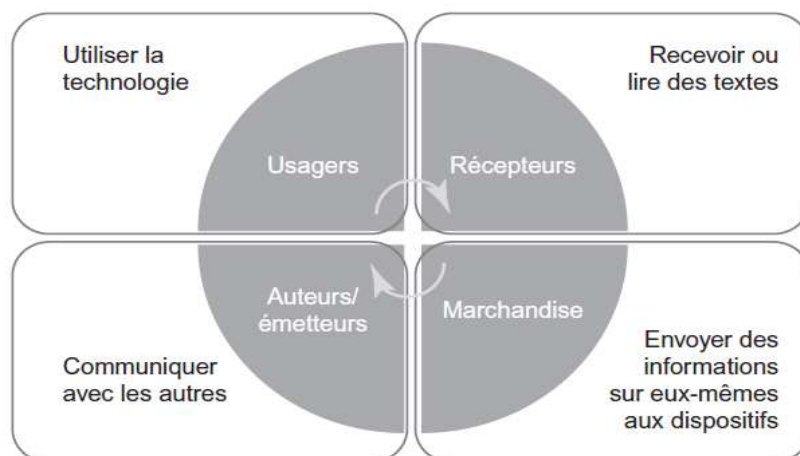 Utiliser la
technologie
Recevoir ou
lire des textes
Usagers
Récepteurs
Auteurs/
émetteurs
Marchandise
Communiquer
avec les autres
Envoyer des
informations
sur eux-mêmes
aux dispositifs